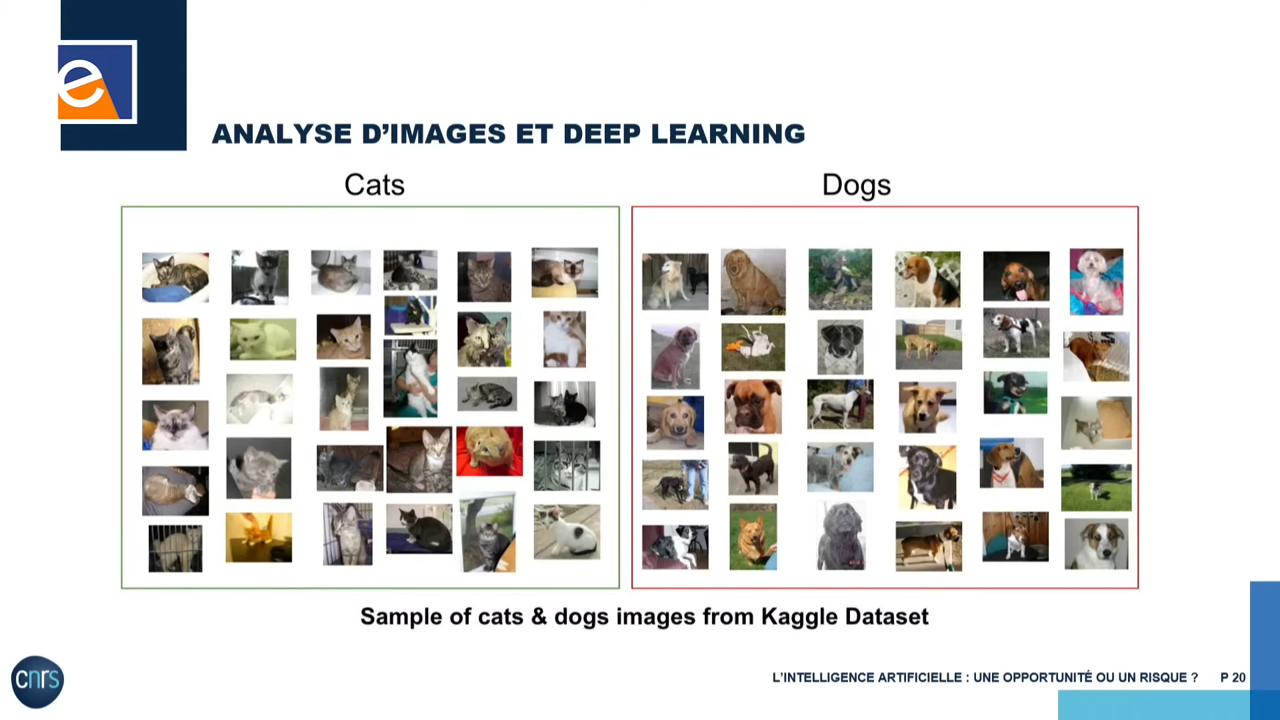 e
ANALYSE D’IMAGES ET DEEP LEARNING
Cats
Dogs
Sample of cats & dogs images from Kaggle Dataset
cnrs
L’INTELLIGENCE ARTIFICIELLE : UNE OPPORTUNITÉ OU UN RISQUE ? P 20